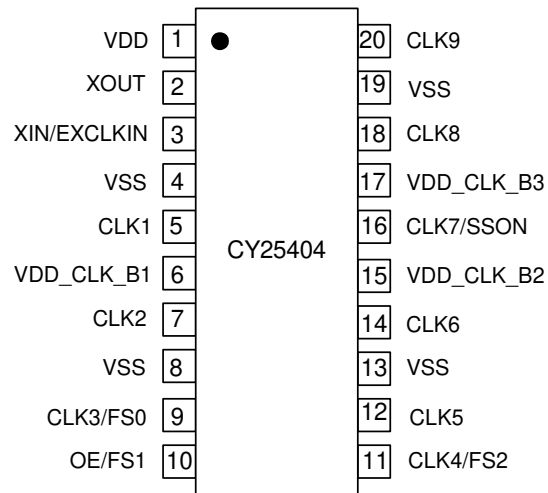 VDD 1 20 CLK9
XOUT 2 19 VSS
XIN/EXCLKIN 3 18 CLK8
VSS 4 17 VDD_CLK_B3
CLK1 5 16 CLK7/SSON
CY25404
VDD_CLK_B1 6 15 VDD_CLK_B2
CLK2 7 14 CLK6
VSS 8 13 VSS
CLK3/FS0 9 12 CLK5
OE/FS1 10 11 CLK4/FS2